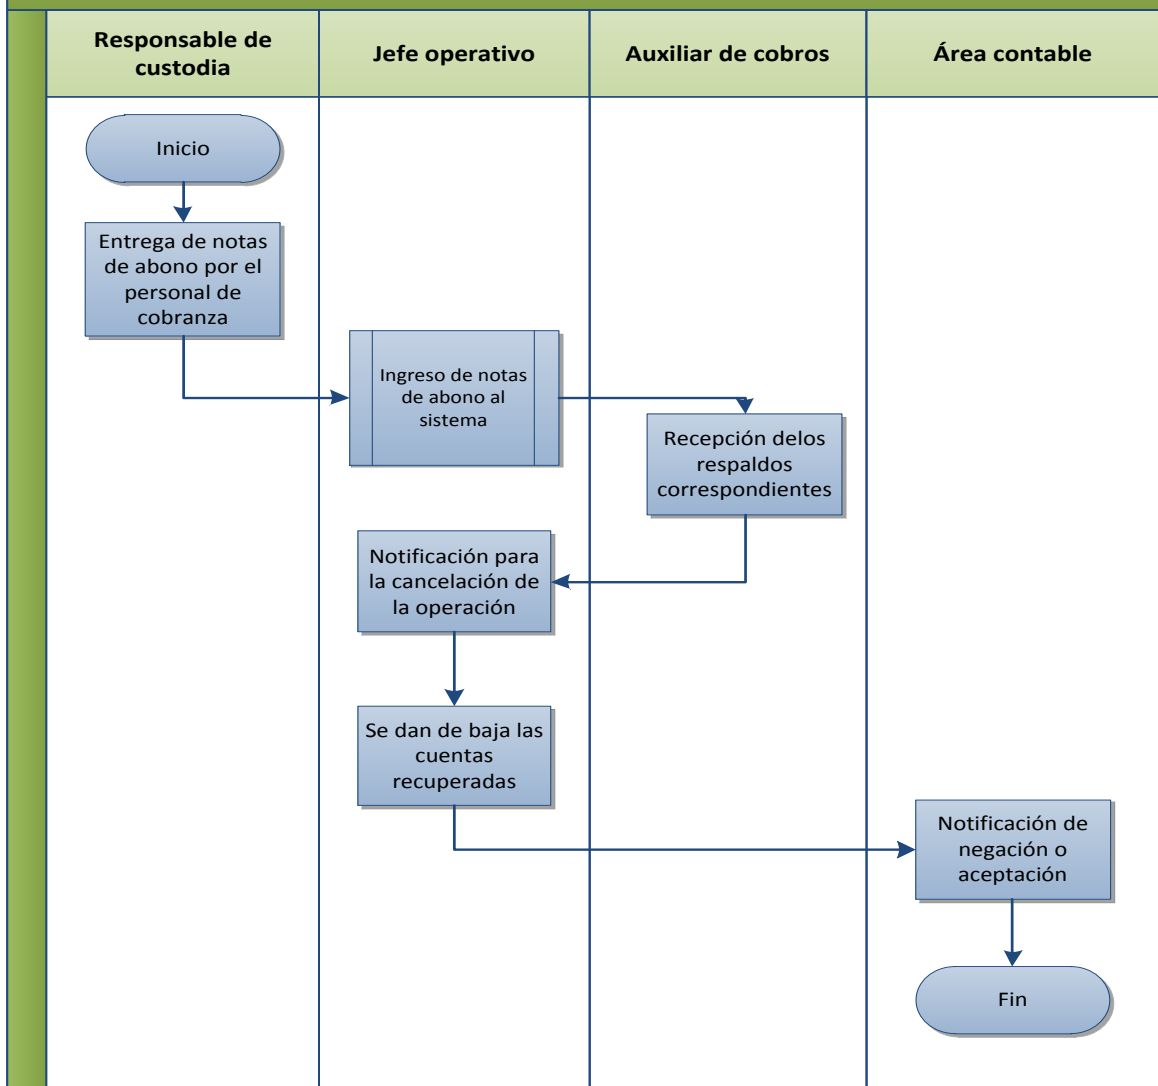 Responsable de
custodia
Jefe operativo
Auxiliar de cobros
Área contable
Inicio
Entrega de notas
de abono por el
personal de
cobranza
Ingreso de notas
de abono al
sistema
Recepción delos
respaldos
correspondientes
Notificación para
la cancelación de
la operación
Se dan de baja las
cuentas
recuperadas
Notificación de
negación o
aceptación
Fin